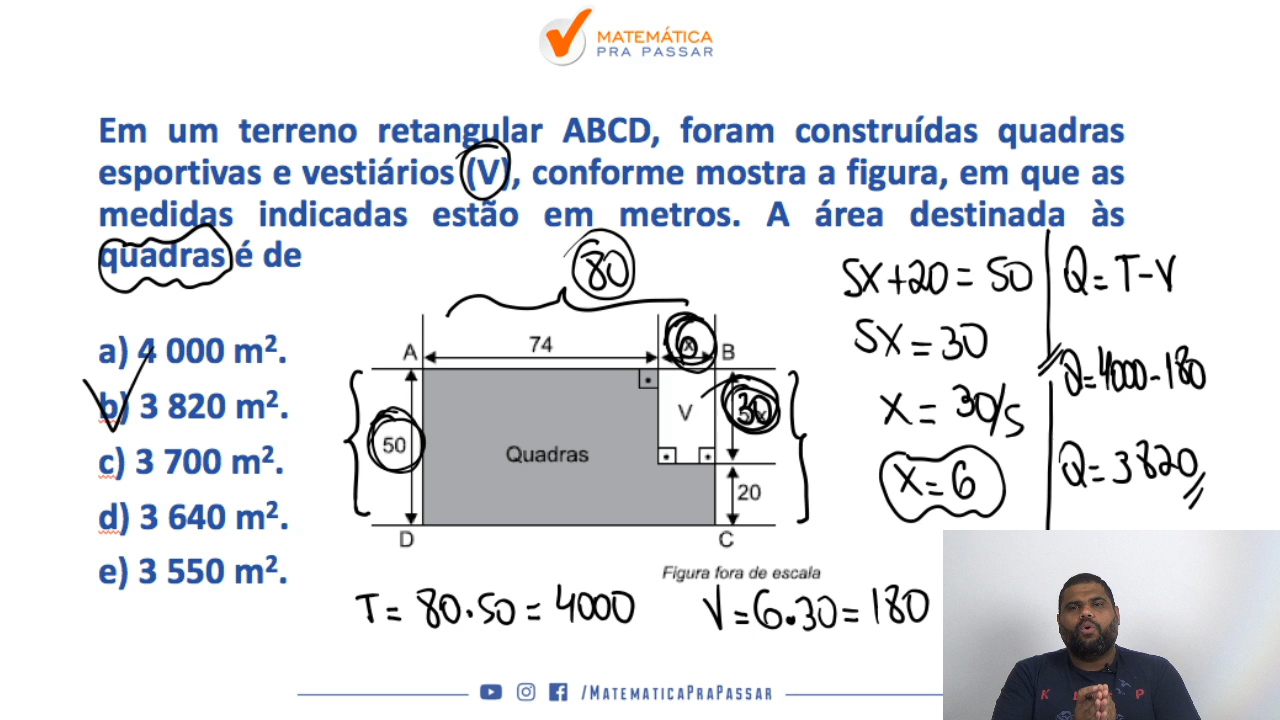 MATEMÁTICA
PRA PASSAR
Em um terreno retangular ABCD, foram construídas quadras
esportivas e vestiários (V), conforme mostra a figura, em que as
medidas indicadas estão em metros. A área destinada às
quadras é de
a) 4 000 m².
b) 3 820 m².
c) 3 700 m².
d) 3 640 m².
e) 3 550 m².
80
A
74
B
50
Quadras
V
30
20
D
C
Figura fora de escala
T = 80.50 = 4000
V = 6.30 = 180
5x+20 = 50
5x = 30
x = 30/5
x = 6
Q = T-V
Q = 4000-180
Q = 3820
/MatematicaPraPassar